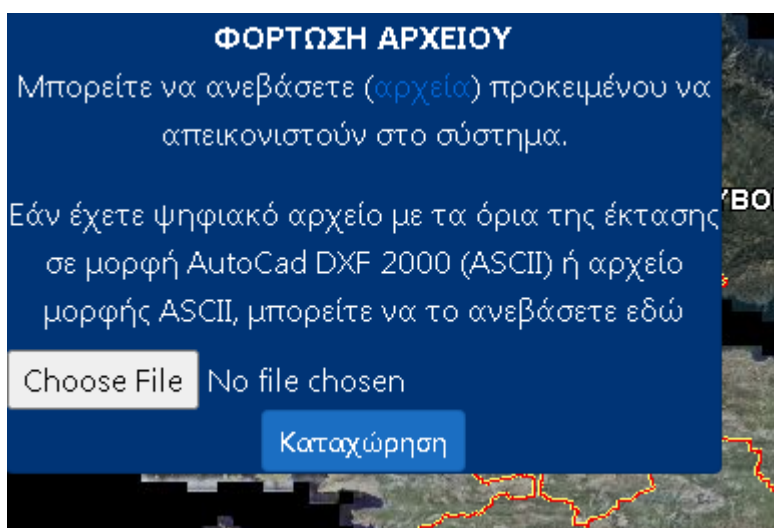 ΦΟΡΤΩΣΗ ΑΡΧΕΙΟΥ
Μπορείτε να ανεβάσετε (αρχεία) προκειμένου να
απεικονιστούν στο σύστημα.
Εάν έχετε ψηφιακό αρχείο με τα όρια της έκτασης
σε μορφή AutoCad DXF 2000 (ASCII) ή αρχείο
μορφής ASCII, μπορείτε να το ανεβάσετε εδώ
Choose File No file chosen
Καταχώρηση